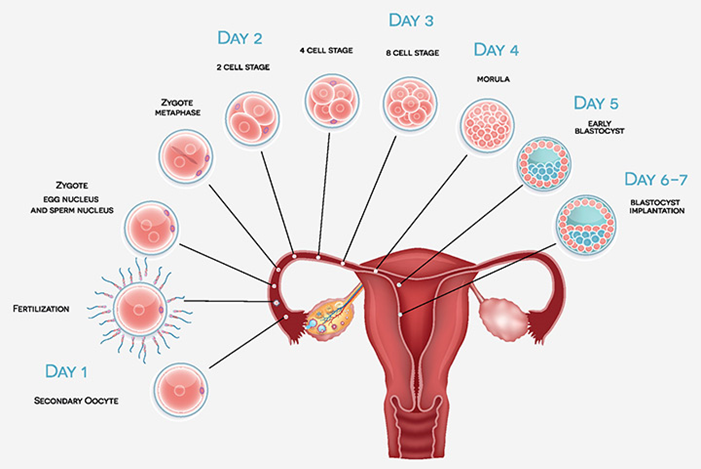 DAY 1
SECONDARY OOCYTE
FERTILIZATION
ZYGOTE
EGG NUCLEUS
AND SPERM NUCLEUS
ZYGOTE
METAPHASE
DAY 2
2 CELL STAGE
4 CELL STAGE
DAY 3
8 CELL STAGE
DAY 4
MORULA
DAY 5
EARLY
BLASTOCYST
DAY 6-7
BLASTOCYST
IMPLANTATION